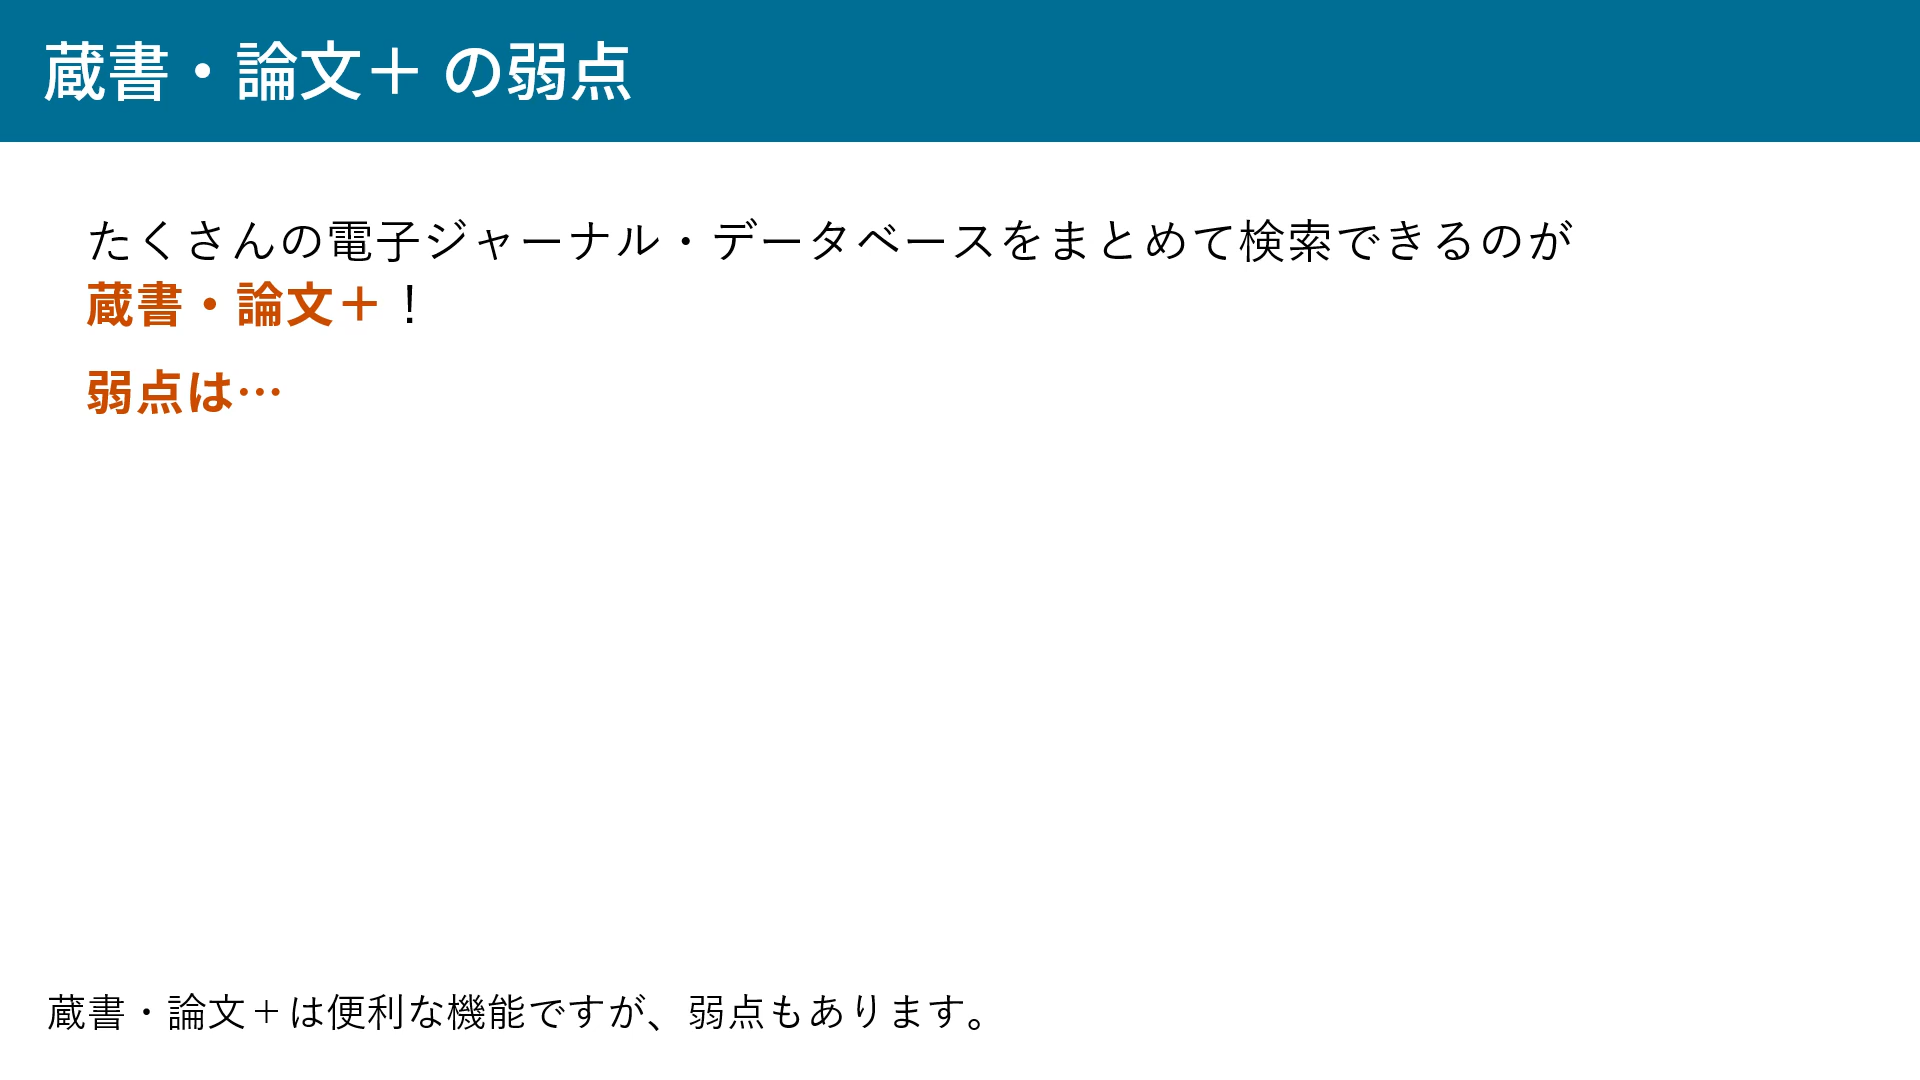 蔵書・論文＋ の弱点
たくさんの電子ジャーナル・データベースをまとめて検索できるのが
蔵書・論文＋！
弱点は…
蔵書・論文＋は便利な機能ですが、弱点もあります。